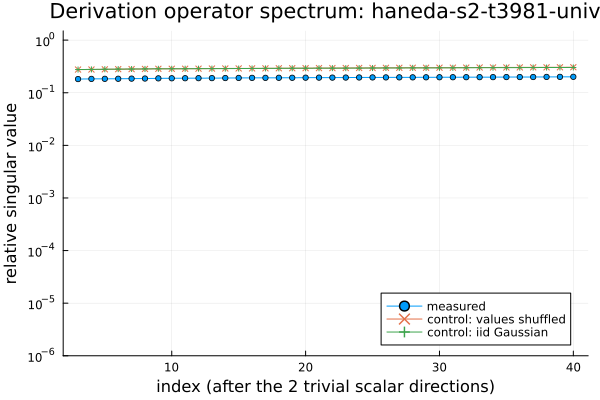 Derivation operator spectrum: haneda-s2-t3981-univ
10⁰
10⁻¹
10⁻²
10⁻³
10⁻⁴
10⁻⁵
10⁻⁶
relative singular value
measured
control: values shuffled
control: iid Gaussian
10
20
30
40
index (after the 2 trivial scalar directions)